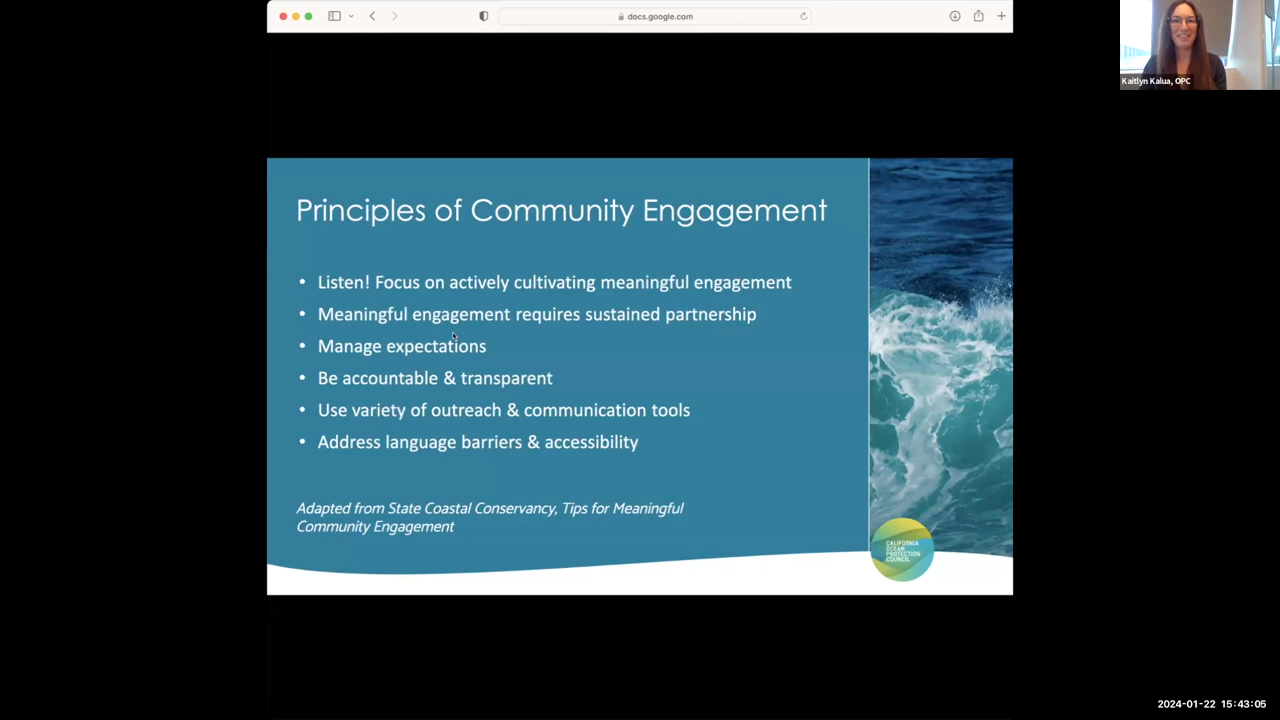 docs.google.com
Kaitlyn Kalua, OPC
Principles of Community Engagement
• Listen! Focus on actively cultivating meaningful engagement
• Meaningful engagement requires sustained partnership
• Manage expectations
• Be accountable & transparent
• Use variety of outreach & communication tools
• Address language barriers & accessibility
Adapted from State Coastal Conservancy, Tips for Meaningful
Community Engagement
CALIFORNIA
OCEAN
PROTECTION
COUNCIL
2024-01-22 15:43:05